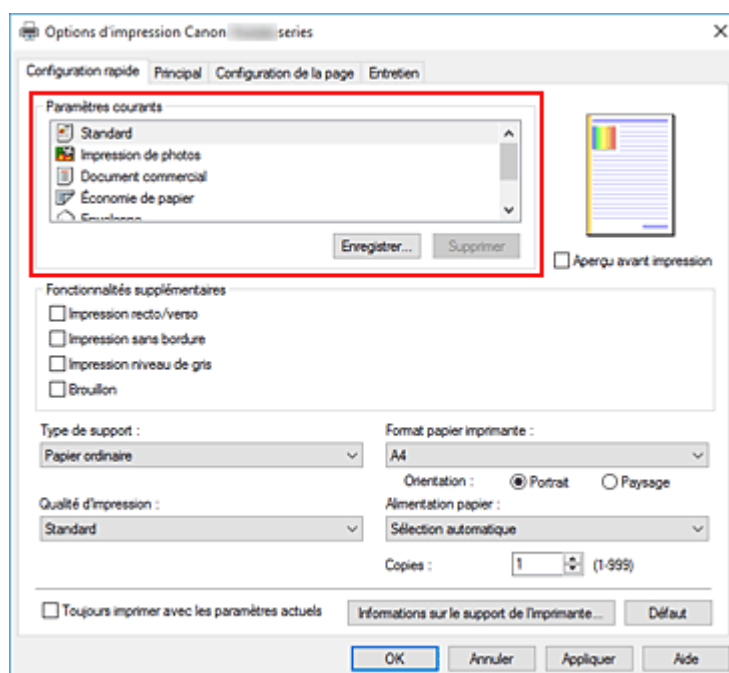 Options d'impression Canon series
Configuration rapide Principal Configuration de la page Entretien
Paramètres courants
Standard
Impression de photos
Document commercial
Économie de papier
Enregistrer... Supprimer
Aperçu avant impression
Fonctionnalités supplémentaires
Impression recto/verso
Impression sans bordure
Impression niveau de gris
Brouillon
Type de support :
Papier ordinaire
Format papier imprimante :
A4
Orientation : Portrait Paysage
Qualité d'impression :
Standard
Alimentation papier :
Sélection automatique
Copies : 1 (1-999)
Toujours imprimer avec les paramètres actuels Informations sur le support de l'imprimante... Défaut
OK Annuler Appliquer Aide